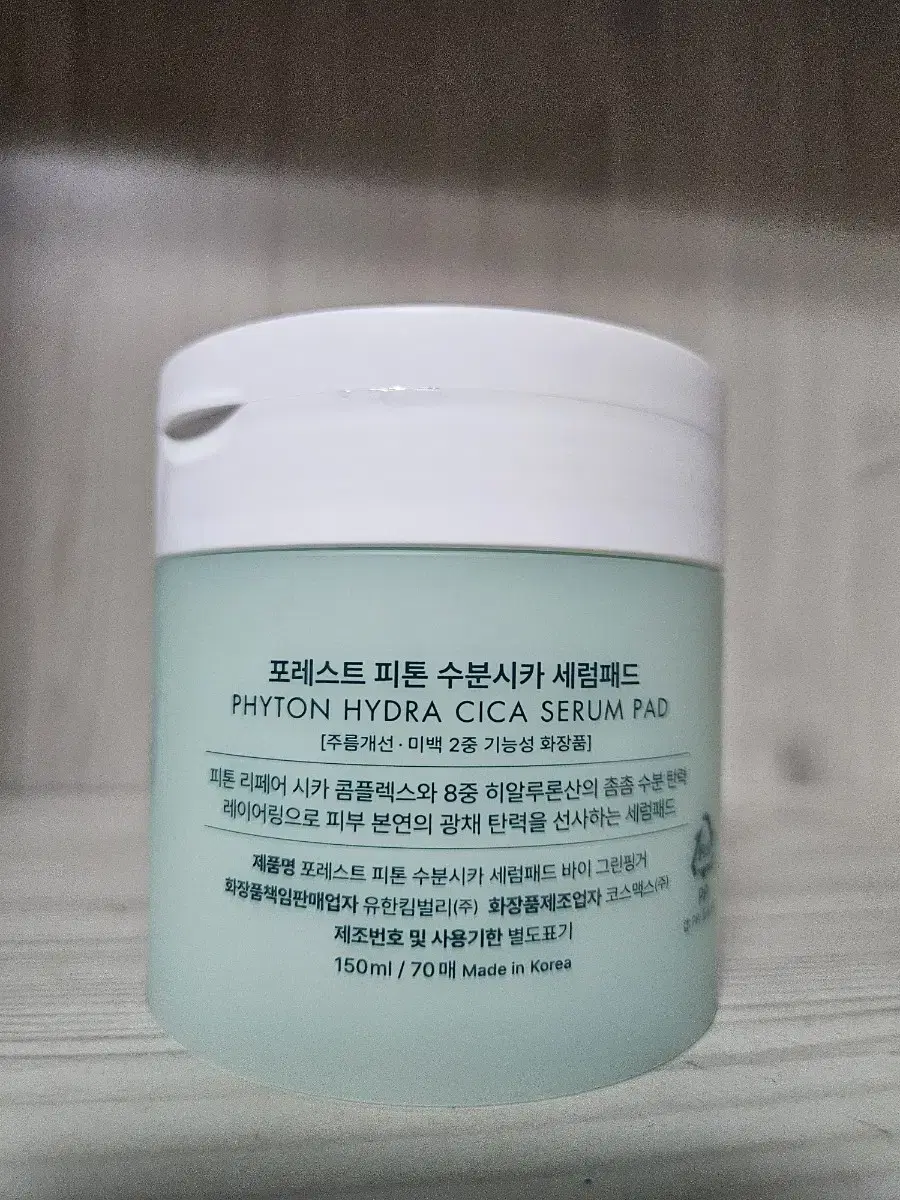 포레스트 피톤 수분시카 세럼패드
PHYTON HYDRA CICA SERUM PAD
[주름개선 · 미백 2중 기능성 화장품]
피톤 리페어 시카 콤플렉스와 8중 히알루론산의 촘촘 수분 탄력
레이어링으로 피부 본연의 광채 탄력을 선사하는 세럼패드
제품명 포레스트 피톤 수분시카 세럼패드 바이 그린핑거
화장품책임판매업자 유한킴벌리(주) 화장품제조업자 코스맥스(주)
제조번호 및 사용기한 별도표기
150ml / 70매 Made in Korea